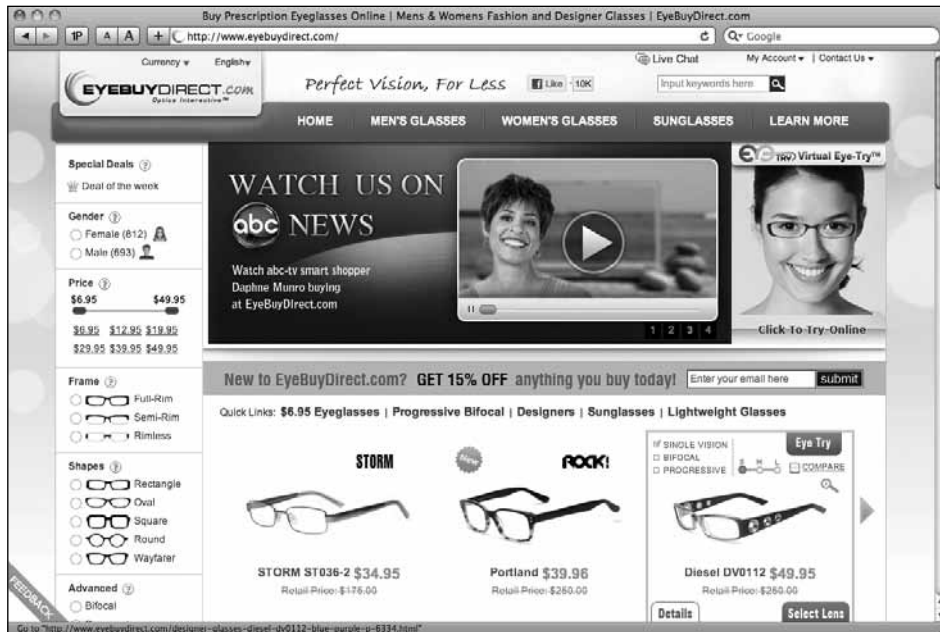 Buy Prescription Eyeglasses Online | Mens & Womens Fashion and Designer Glasses | EyeBuyDirect.com
1P A A + http://www.eyebuydirect.com/ Google
Currency English
Live Chat My Account | Contact Us
EYEBUYDIRECT.com
Optics Interactive™
Perfect Vision, For Less
Like 10K
Input keywords here
HOME MEN'S GLASSES WOMEN'S GLASSES SUNGLASSES LEARN MORE
Special Deals ?
Deal of the week
Gender ?
Female (812)
Male (693)
Price ?
$6.95 $49.95
$6.95 $12.95 $19.95
$29.95 $39.95 $49.95
Frame ?
Full-Rim
Semi-Rim
Rimless
Shapes ?
Rectangle
Oval
Square
Round
Wayfarer
Advanced ?
Bifocal
FEEDBACK
WATCH US ON
abc NEWS
Watch abc-tv smart shopper
Daphne Munro buying
at EyeBuyDirect.com
1 2 3 4
EYE TRY Virtual Eye-Try™
Click To Try-Online
New to EyeBuyDirect.com? GET 15% OFF anything you buy today! Enter your email here submit
Quick Links: $6.95 Eyeglasses | Progressive Bifocal | Designers | Sunglasses | Lightweight Glasses
STORM
STORM ST036-2 $34.95
Retail Price: $175.00
New
ROCK!
Portland $39.96
Retail Price: $250.00
SINGLE VISION
BIFOCAL
PROGRESSIVE
S M L
Eye Try
COMPARE
Diesel DV0112 $49.95
Retail Price: $250.00
Details Select Lens
Go to "http://www.eyebuydirect.com/designer-glasses-diesel-dv0112-blue-purple-p-6334.html"